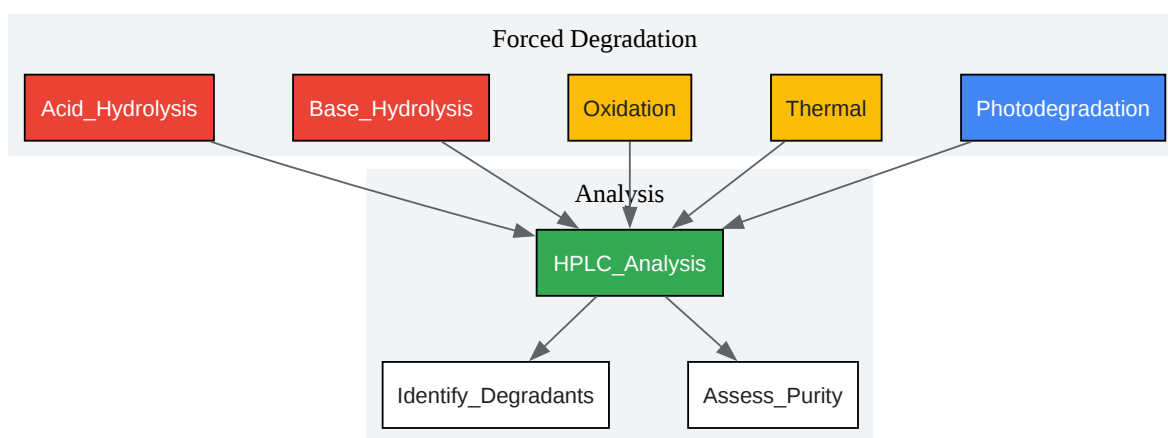 Forced Degradation
Acid_Hydrolysis
Base_Hydrolysis
Oxidation
Thermal
Photodegradation
Analysis
HPLC_Analysis
Identify_Degradants
Assess_Purity